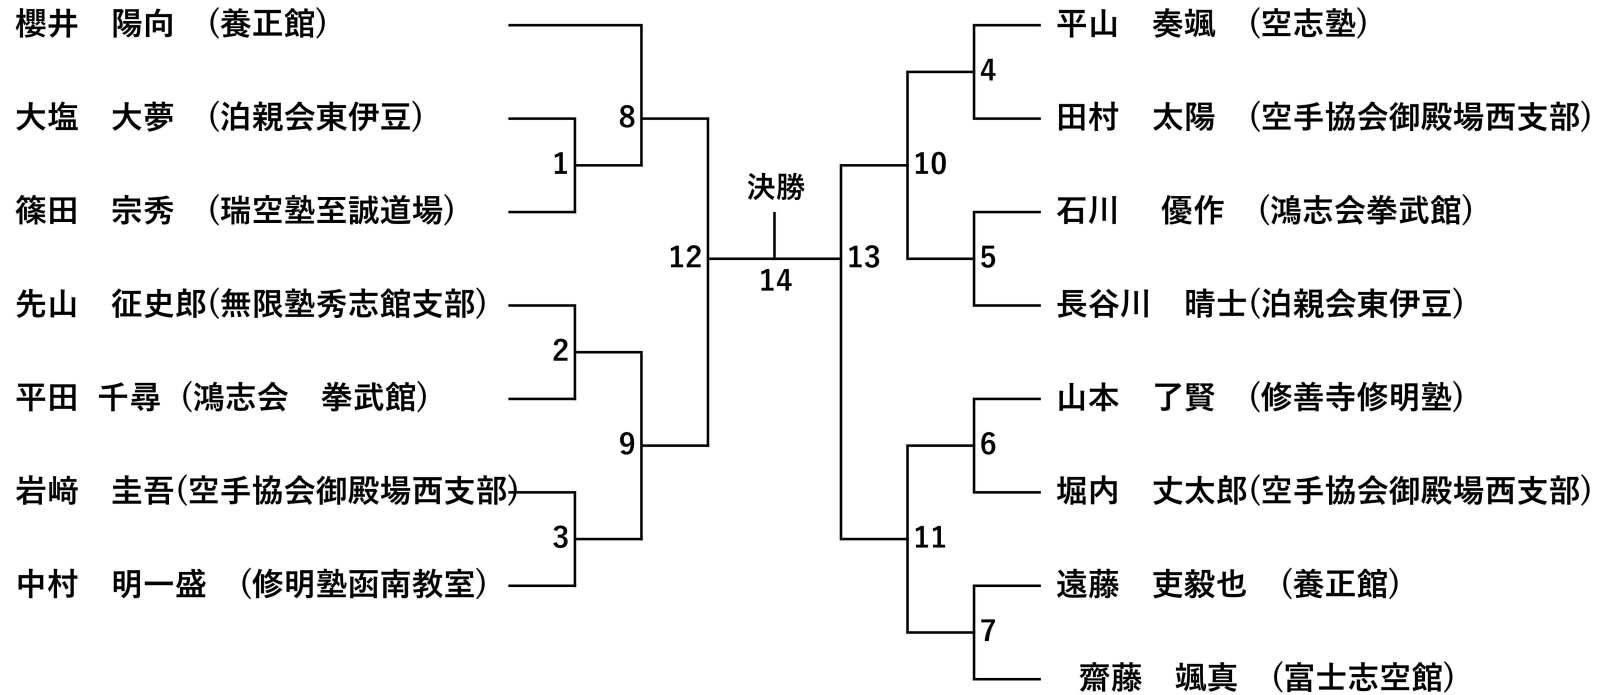 櫻井　陽向　（養正館）
大塩　大夢　（泊親会東伊豆）
篠田　宗秀　（瑞空塾至誠道場）
先山　征史郎(無限塾秀志館支部）
平田 千尋（鴻志会　拳武館）
岩﨑　圭吾(空手協会御殿場西支部)
中村　明一盛　（修明塾函南教室）
1
2
3
8
9
12
決勝
14
13
10
11
4
5
6
7
平山　奏颯　（空志塾）
田村　太陽　（空手協会御殿場西支部）
石川　優作　（鴻志会拳武館）
長谷川　晴士(泊親会東伊豆）
山本　了賢　（修善寺修明塾）
堀内　丈太郎(空手協会御殿場西支部）
遠藤　吏毅也　（養正館）
齋藤　颯真　（富士志空館）